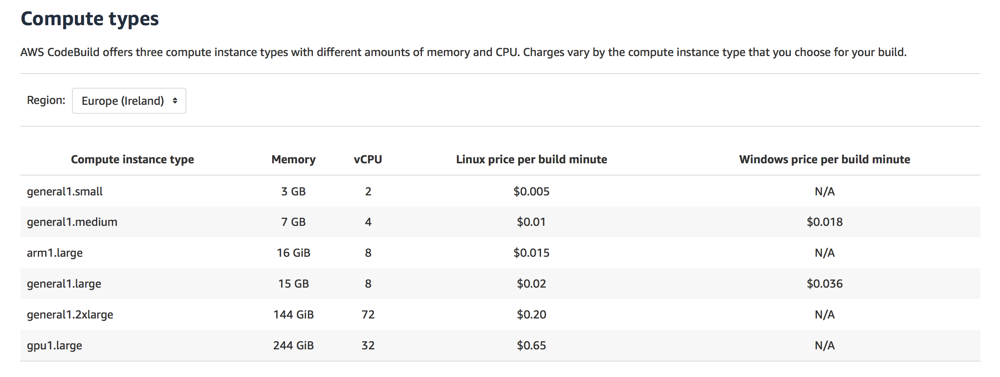 Compute types
AWS CodeBuild offers three compute instance types with different amounts of memory and CPU. Charges vary by the compute instance type that you choose for your build.
Region: Europe (Ireland)
Compute instance type Memory vCPU Linux price per build minute Windows price per build minute
general1.small 3 GB 2 $0.005 N/A
general1.medium 7 GB 4 $0.01 $0.018
arm1.large 16 GiB 8 $0.015 N/A
general1.large 15 GB 8 $0.02 $0.036
general1.2xlarge 144 GiB 72 $0.20 N/A
gpu1.large 244 GiB 32 $0.65 N/A